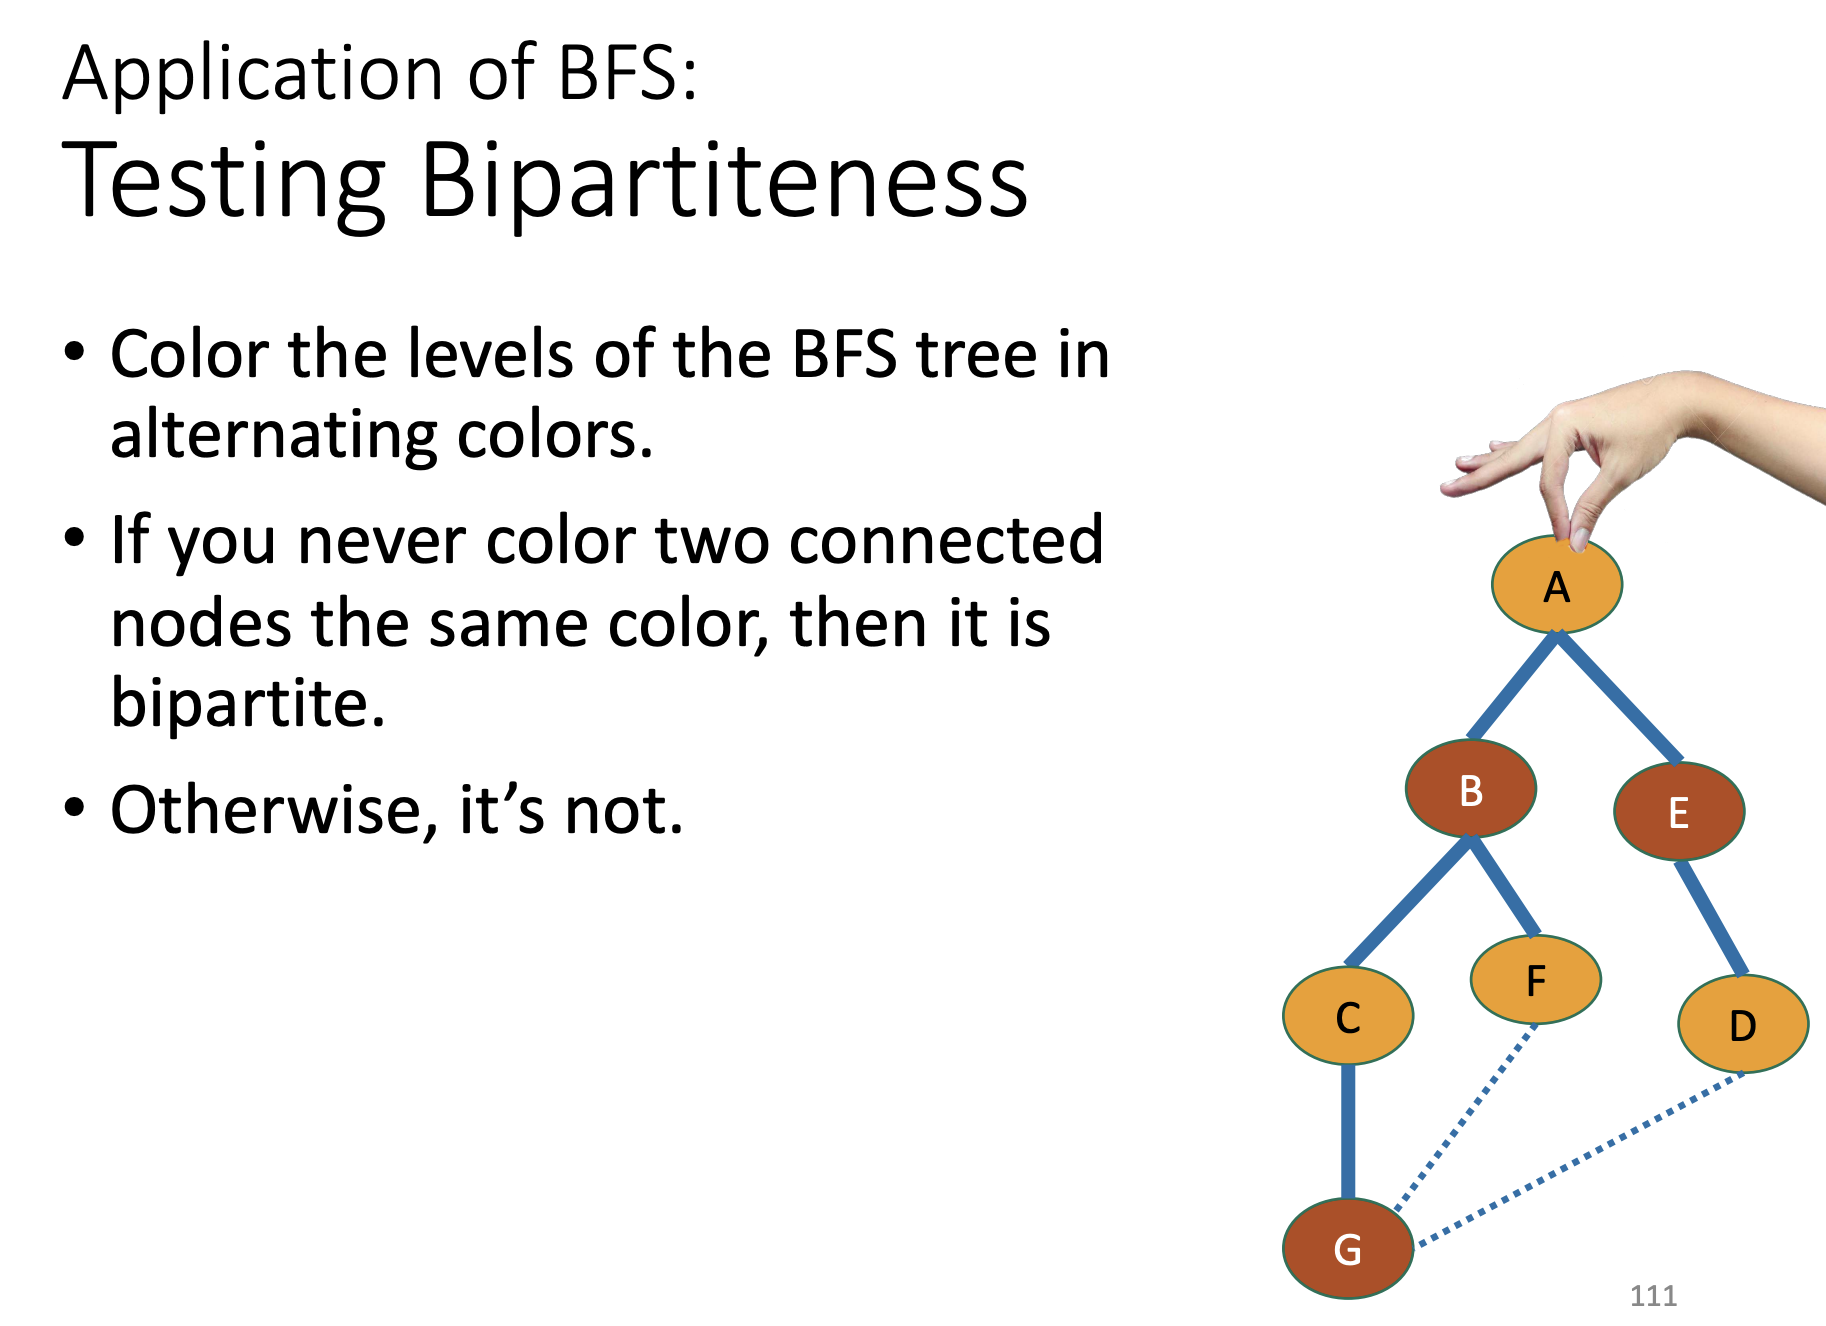 Application of BFS:
Testing Bipartiteness
• Color the levels of the BFS tree in
alternating colors.
• If you never color two connected
nodes the same color, then it is
bipartite.
• Otherwise, it’s not.
A
B
E
C
F
D
G
111